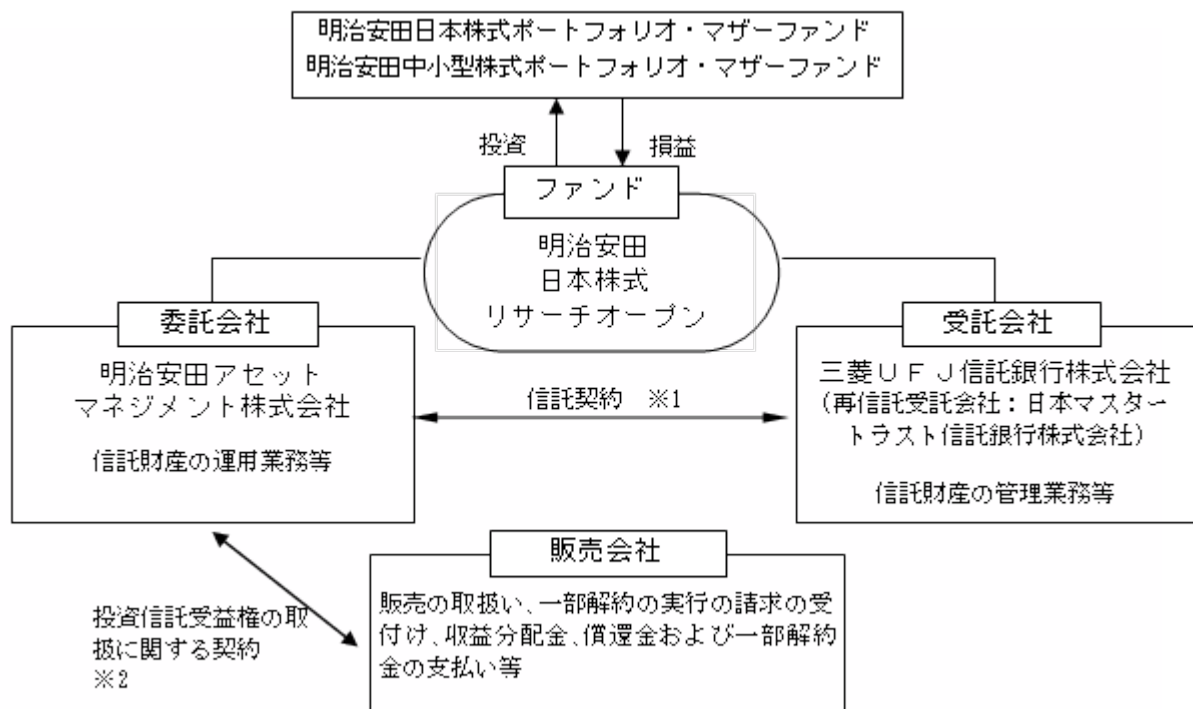 明治安田日本株式ポートフォリオ・マザーファンド
明治安田中小型株式ポートフォリオ・マザーファンド
投資
損益
ファンド
明治安田
日本株式
リサーチオープン
委託会社
明治安田アセット
マネジメント株式会社
信託財産の運用業務等
信託契約 ※1
受託会社
三菱UFJ信託銀行株式会社
(再信託受託会社:日本マスター
トラスト信託銀行株式会社)
信託財産の管理業務等
投資信託受益権の取
扱に関する契約
※2
販売会社
販売の取扱い、一部解約の実行の請求の受
付け、収益分配金、償還金および一部解約
金の支払い等